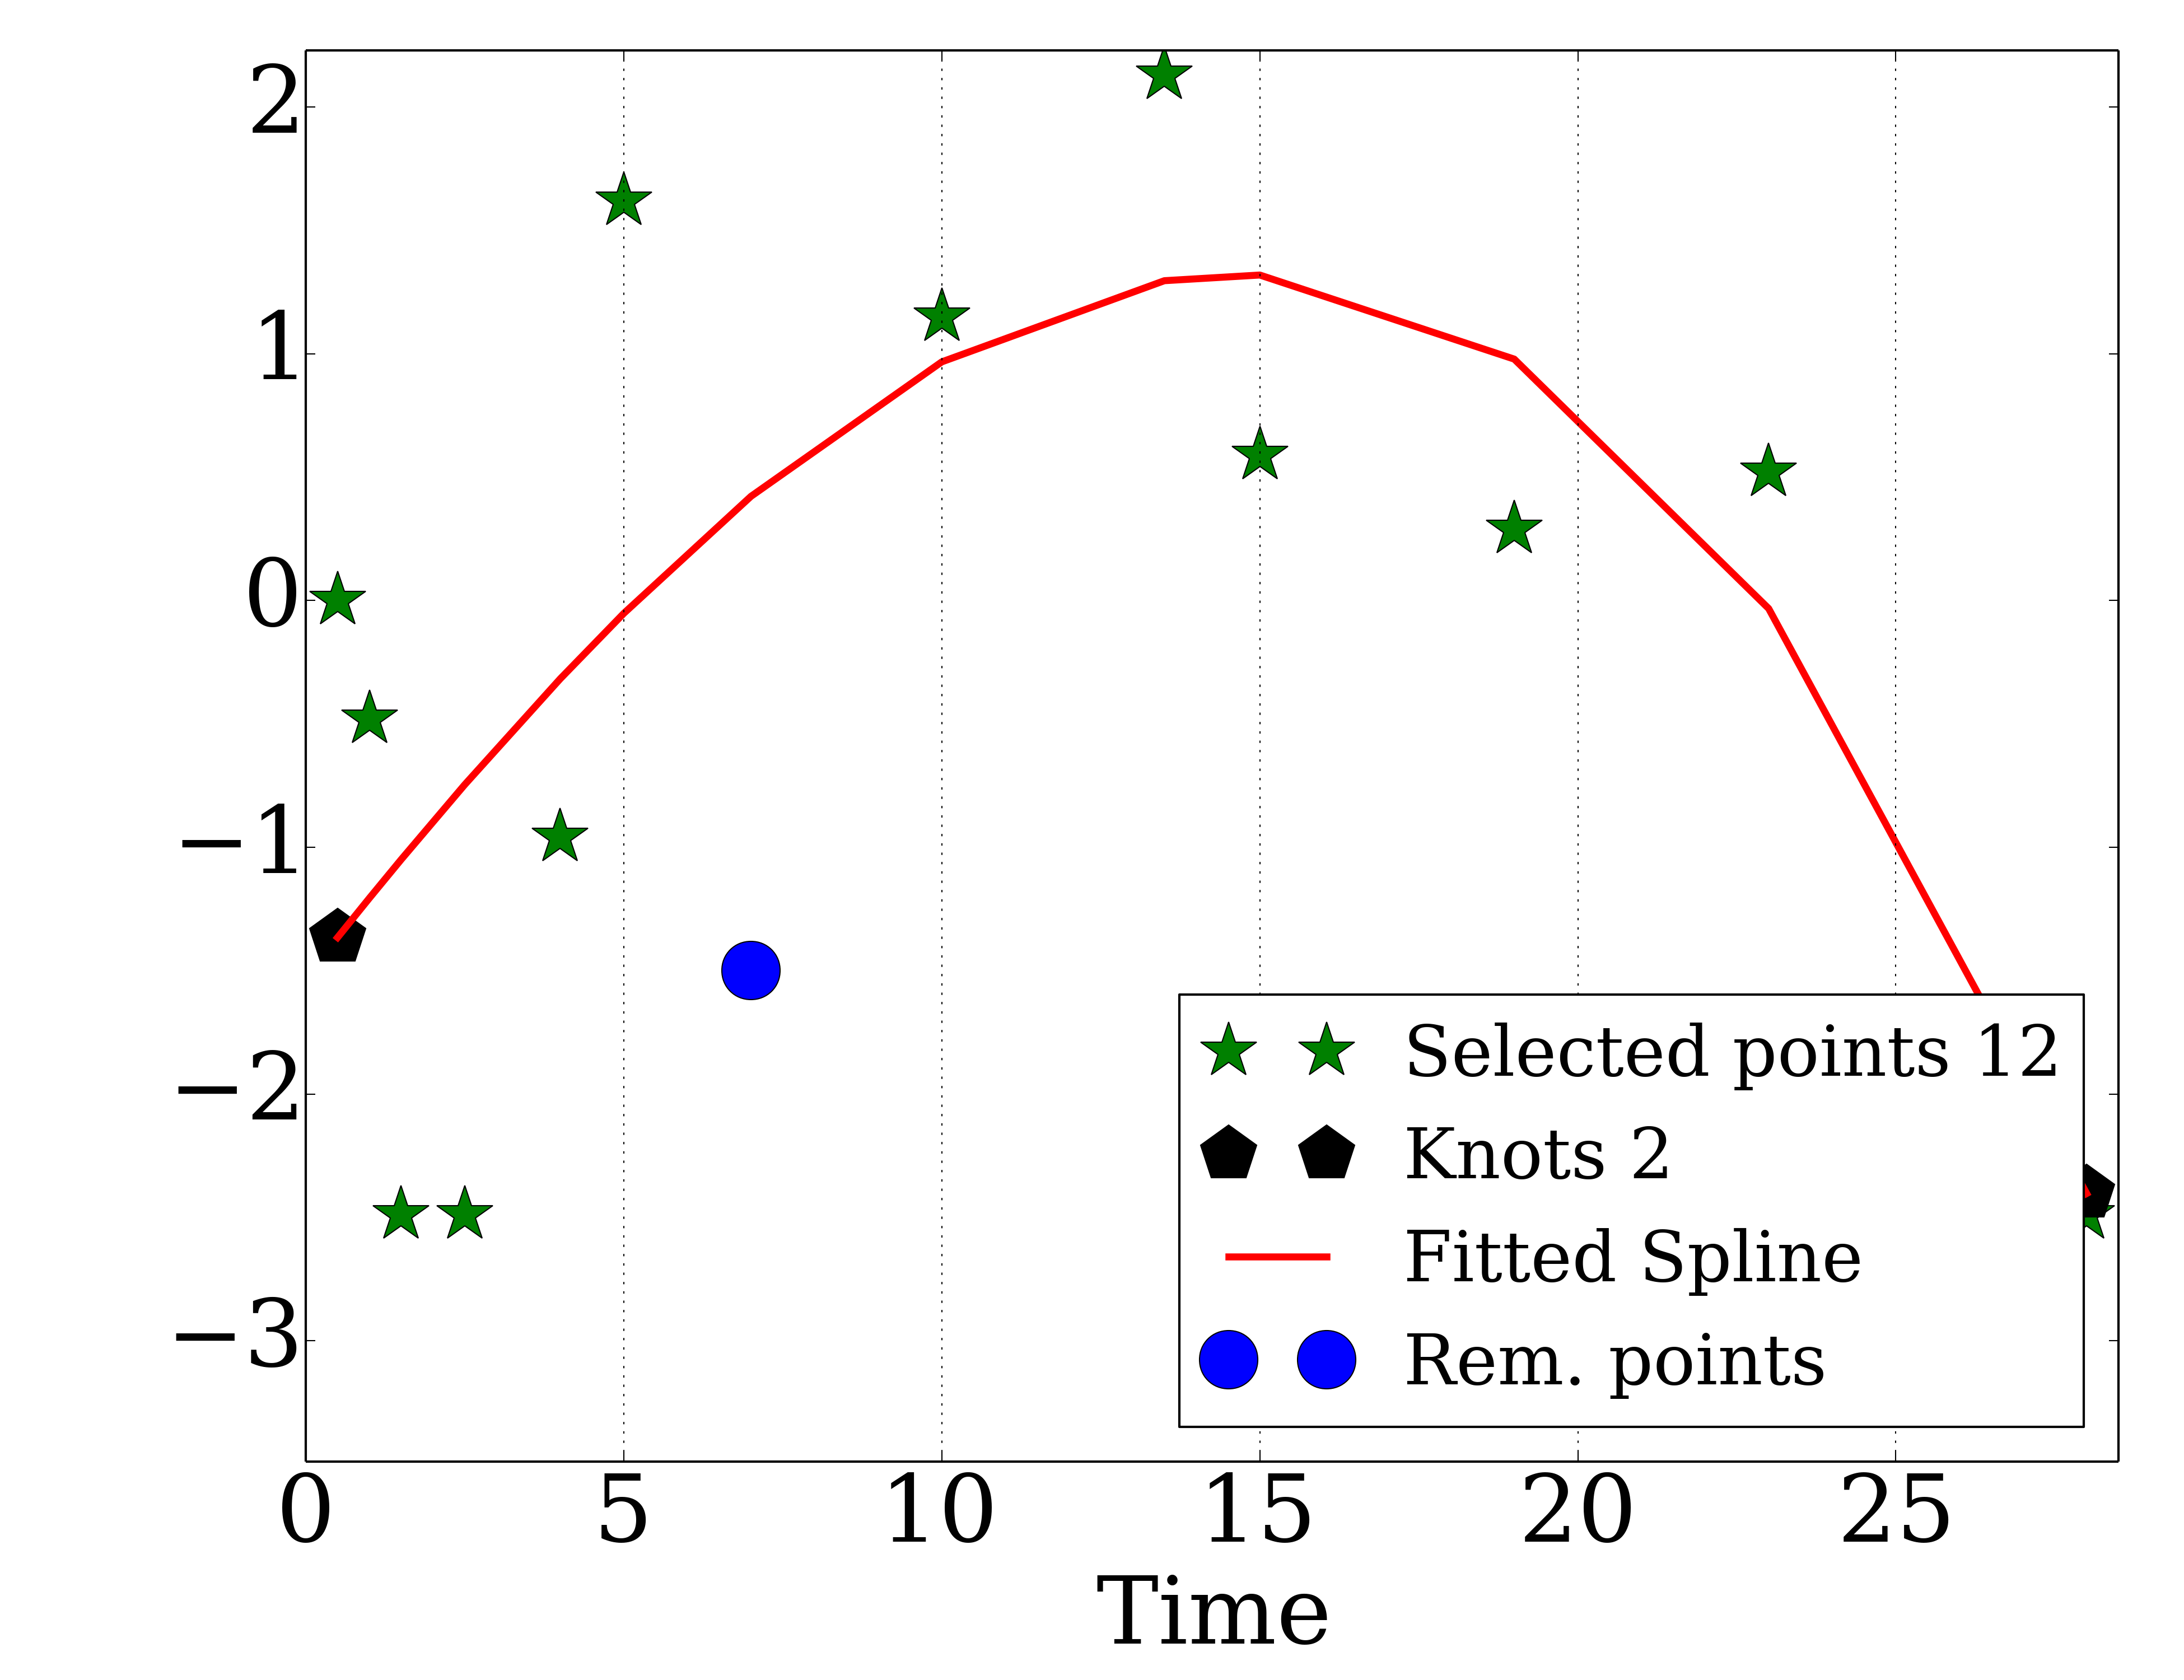 2
1
0
−1
−2
−3
0 5 10 15 20 25
Time
Selected points 12
Knots 2
Fitted Spline
Rem. points